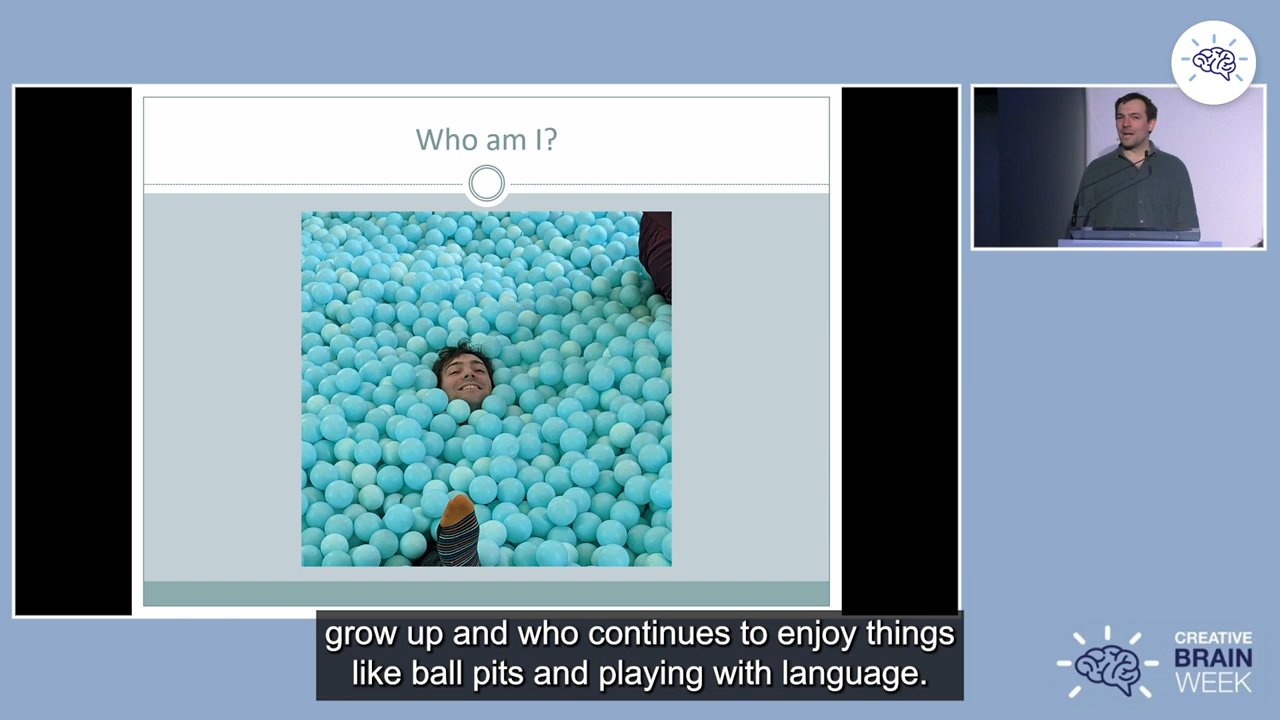 Who am I?
grow up and who continues to enjoy things
like ball pits and playing with language.
CREATIVE
BRAIN
WEEK